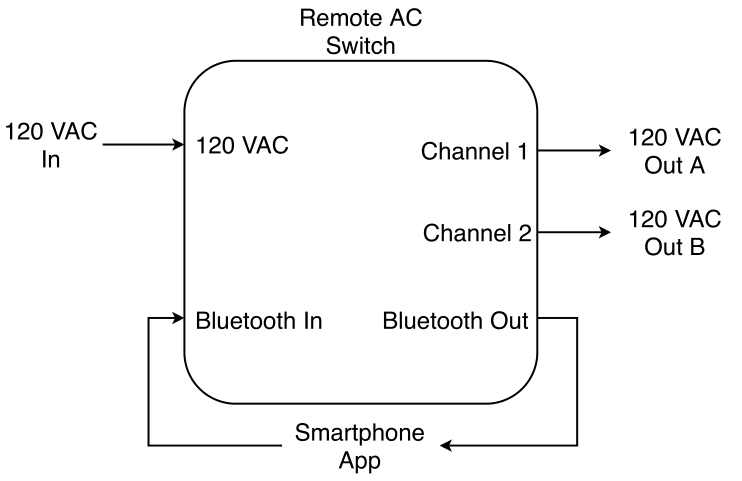 Remote AC
Switch
120 VAC
In
120 VAC
Channel 1
120 VAC
Out A
Channel 2
120 VAC
Out B
Bluetooth In
Bluetooth Out
Smartphone
App